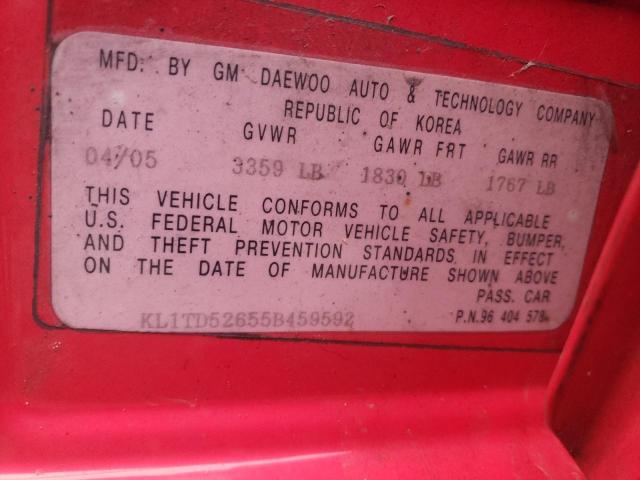 MFD. BY GM DAEWOO AUTO & TECHNOLOGY COMPANY
REPUBLIC OF KOREA
DATE GVWR GAWR FRT GAWR RR
04/05 3359 LB 1830 LB 1767 LB
THIS VEHICLE CONFORMS TO ALL APPLICABLE
U.S. FEDERAL MOTOR VEHICLE SAFETY, BUMPER,
AND THEFT PREVENTION STANDARDS IN EFFECT
ON THE DATE OF MANUFACTURE SHOWN ABOVE
PASS. CAR
KL1TD52655B459592 P.N.96 404 578